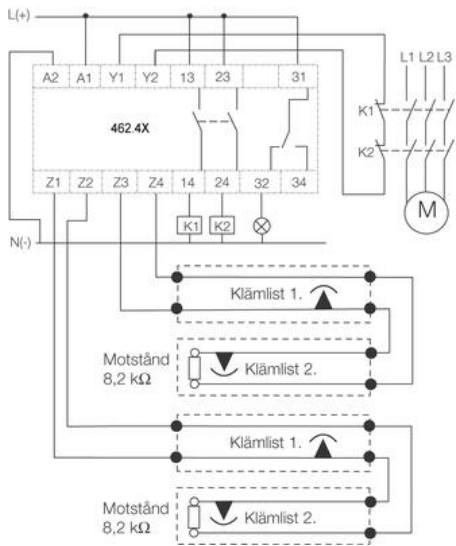 L(+)
A2 A1 Y1 Y2 13 23 31
L1 L2 L3
462.4X
K1
K2
Z1 Z2 Z3 Z4 14 24 32 34
K1 K2
M
N(-)
Klämlist 1.
Motstånd
8,2 kΩ
Klämlist 2.
Klämlist 1.
Motstånd
8,2 kΩ
Klämlist 2.